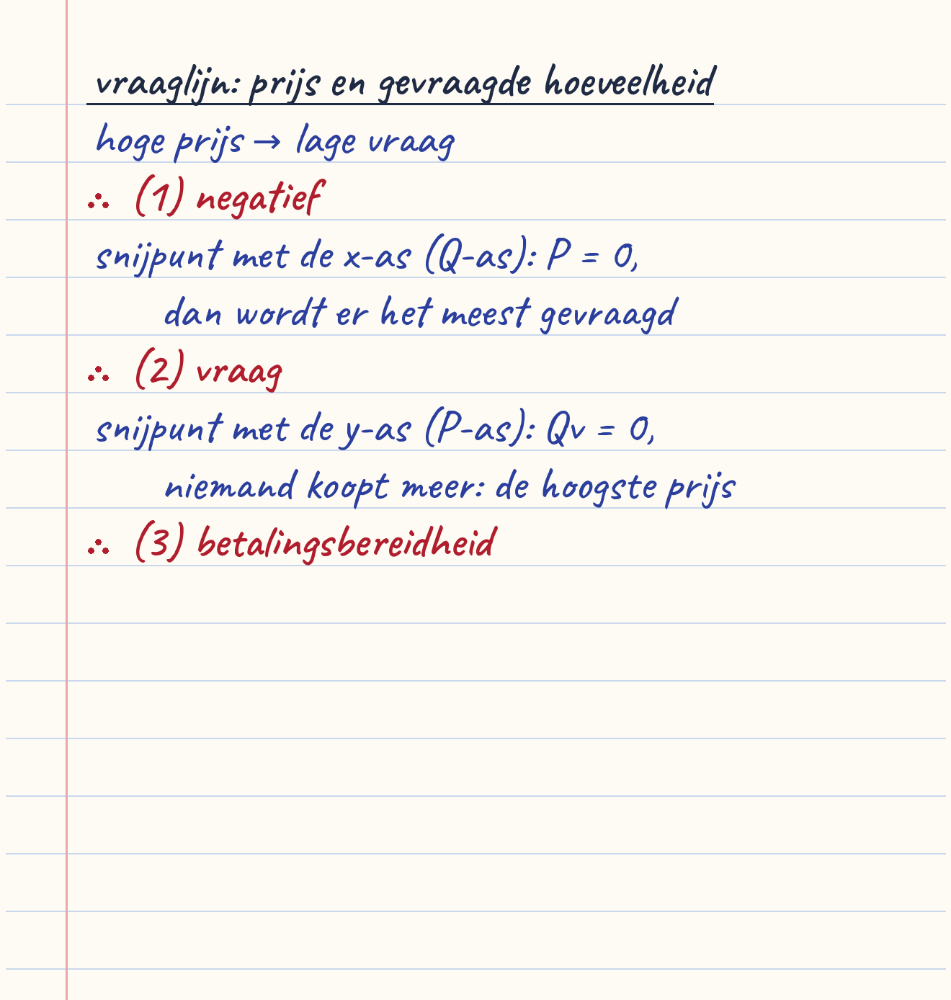 vraaglijn: prijs en gevraagde hoeveelheid
hoge prijs → lage vraag
∴ (1) negatief
snijpunt met de x-as (Q-as): P = 0,
dan wordt er het meest gevraagd
∴ (2) vraag
snijpunt met de y-as (P-as): Qv = 0,
niemand koopt meer: de hoogste prijs
∴ (3) betalingsbereidheid